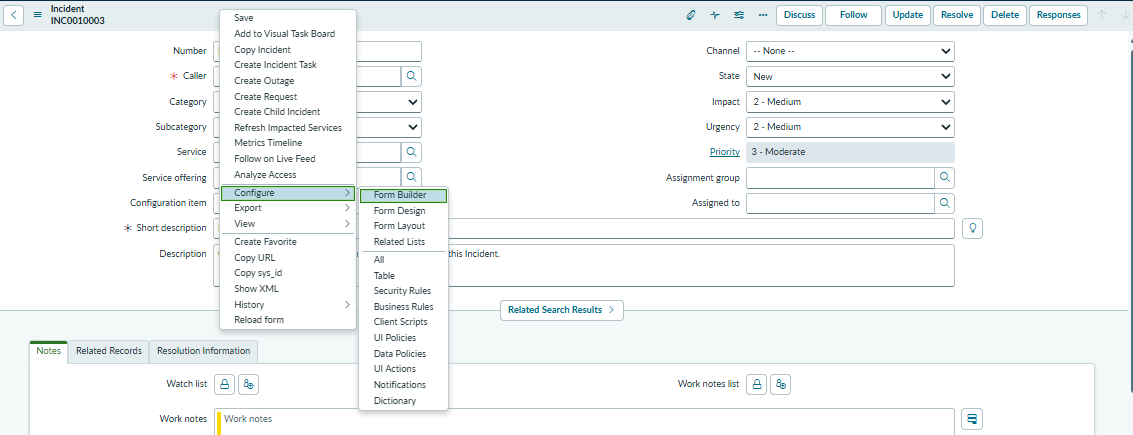 Incident
INC0010003
Discuss
Follow
Update
Resolve
Delete
Responses
Save
Add to Visual Task Board
Copy Incident
Create Incident Task
Create Outage
Create Request
Create Child Incident
Refresh Impacted Services
Metrics Timeline
Follow on Live Feed
Analyze Access
Configure
Export
View
Create Favorite
Copy URL
Copy sys_id
Show XML
History
Reload form
Form Builder
Form Design
Form Layout
Related Lists
All
Table
Security Rules
Business Rules
Client Scripts
UI Policies
Data Policies
UI Actions
Notifications
Dictionary
Number
Caller
Category
Subcategory
Service
Service offering
Configuration item
Short description
Description
this Incident.
Channel
-- None --
State
New
Impact
2 - Medium
Urgency
2 - Medium
Priority
3 - Moderate
Assignment group
Assigned to
Related Search Results
Notes
Related Records
Resolution Information
Watch list
Work notes list
Work notes
Work notes